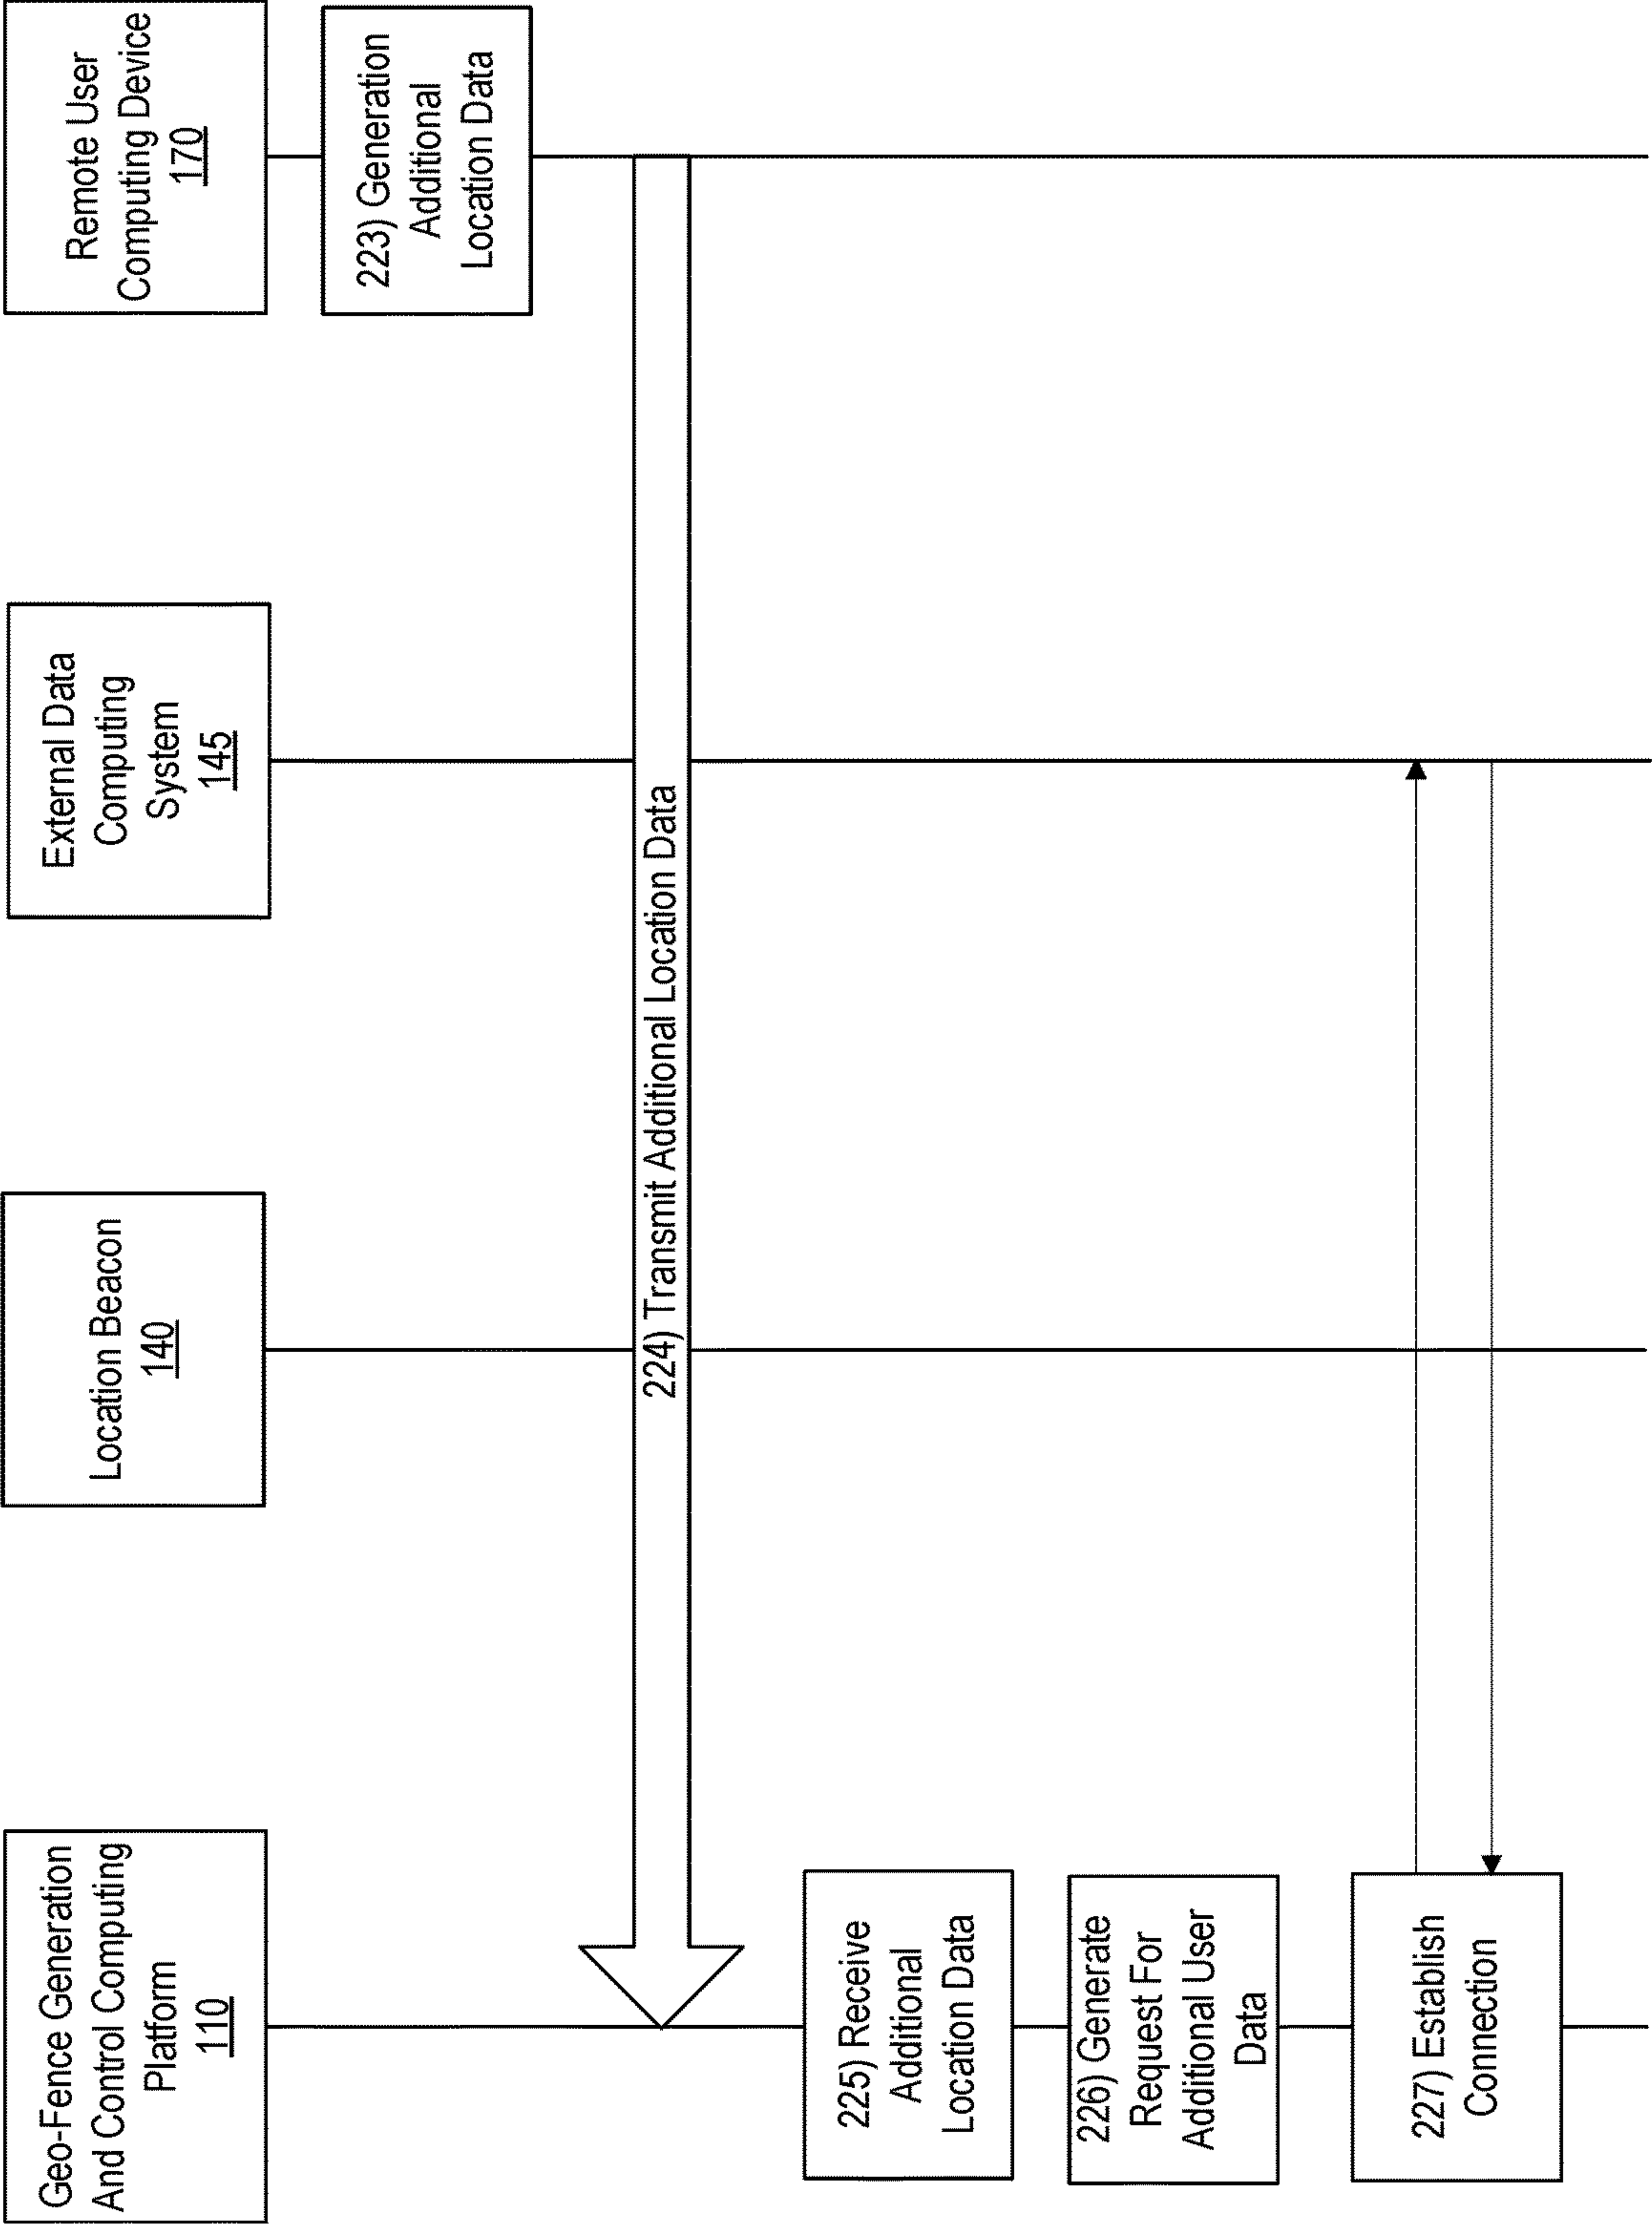 Geo-Fence Generation
And Control Computing
Platform
110
Location Beacon
140
External Data
Computing
System
145
Remote User
Computing Device
170
223) Generation
Additional
Location Data
224) Transmit Additional Location Data
225) Receive
Additional
Location Data
226) Generate
Request For
Additional User
Data
227) Establish
Connection